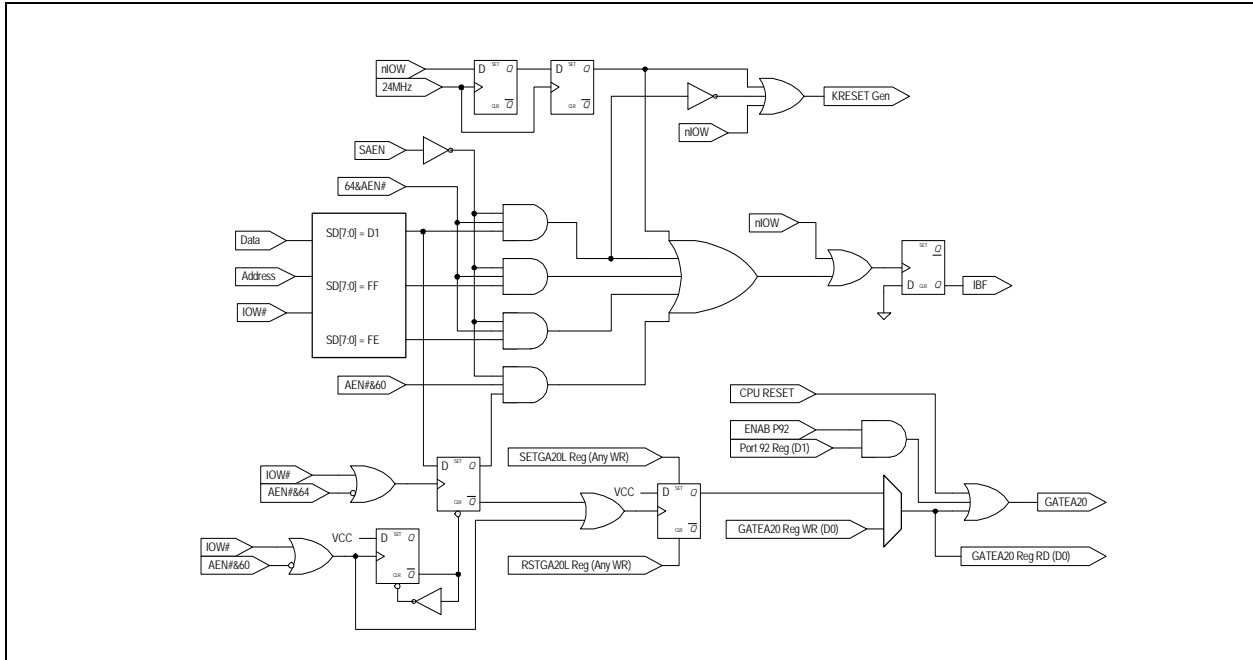 nIOW
24MHz
D SET Q
CLR Q
D SET Q
CLR Q
KRESET Gen
nIOW
SAEN
64&AEN#
Data
Address
IOW#
SD[7:0] = D1
SD[7:0] = FF
SD[7:0] = FE
nIOW
SET Q
D CLR Q
IBF
AEN#&60
CPU RESET
ENAB P92
Port 92 Reg (D1)
IOW#
AEN#&64
D SET Q
CLR Q
SETGA20L Reg (Any WR)
VCC
D SET Q
CLR Q
GATEA20
GATEA20 Reg WR (D0)
GATEA20 Reg RD (D0)
IOW#
AEN#&60
VCC
D SET Q
CLR Q
RSTGA20L Reg (Any WR)